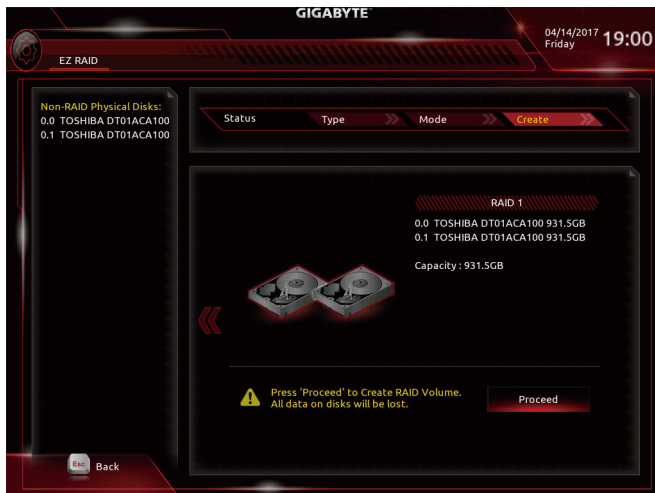 GIGABYTE
04/14/2017
Friday
19:00
EZ RAID
Non-RAID Physical Disks:
0.0 TOSHIBA DT01ACA100
0.1 TOSHIBA DT01ACA100
Status Type Mode Create
RAID 1
0.0 TOSHIBA DT01ACA100 931.5GB
0.1 TOSHIBA DT01ACA100 931.5GB
Capacity : 931.5GB
Press 'Proceed' to Create RAID Volume.
All data on disks will be lost.
Proceed
Esc Back